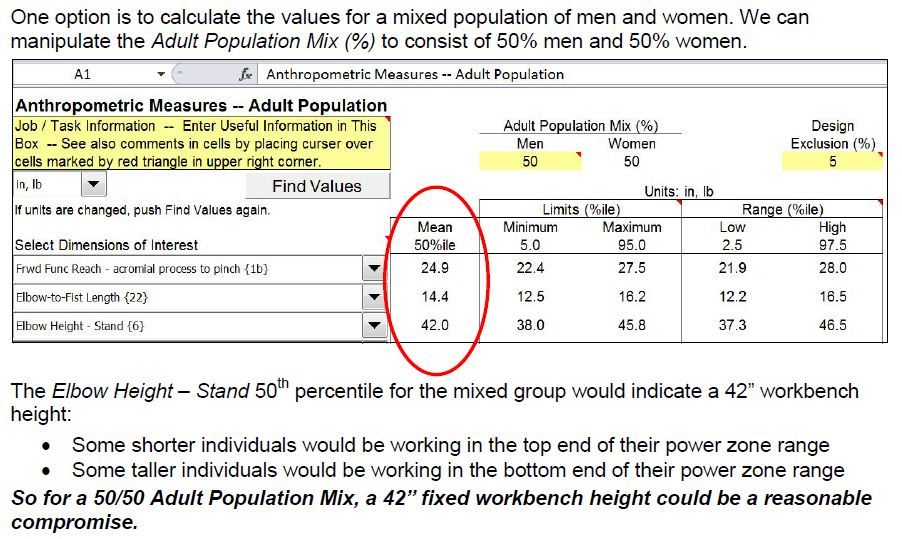 One option is to calculate the values for a mixed population of men and women. We can
manipulate the Adult Population Mix (%) to consist of 50% men and 50% women.
A1 fx Anthropometric Measures -- Adult Population
Anthropometric Measures -- Adult Population
Job / Task Information -- Enter Useful Information in This
Box -- See also comments in cells by placing curser over
cells marked by red triangle in upper right corner.
Adult Population Mix (%) Design
Men Women Exclusion (%)
50 50 5
in, lb Find Values
Units: in, lb
If units are changed, push Find Values again.
Limits (%ile) Range (%ile)
Mean Minimum Maximum Low High
Select Dimensions of Interest 50%ile 5.0 95.0 2.5 97.5
Frwd Func Reach - acromial process to pinch {1b} 24.9 22.4 27.5 21.9 28.0
Elbow-to-Fist Length {22} 14.4 12.5 16.2 12.2 16.5
Elbow Height - Stand {6} 42.0 38.0 45.8 37.3 46.5
The Elbow Height – Stand 50th percentile for the mixed group would indicate a 42” workbench
height:
• Some shorter individuals would be working in the top end of their power zone range
• Some taller individuals would be working in the bottom end of their power zone range
So for a 50/50 Adult Population Mix, a 42” fixed workbench height could be a reasonable
compromise.